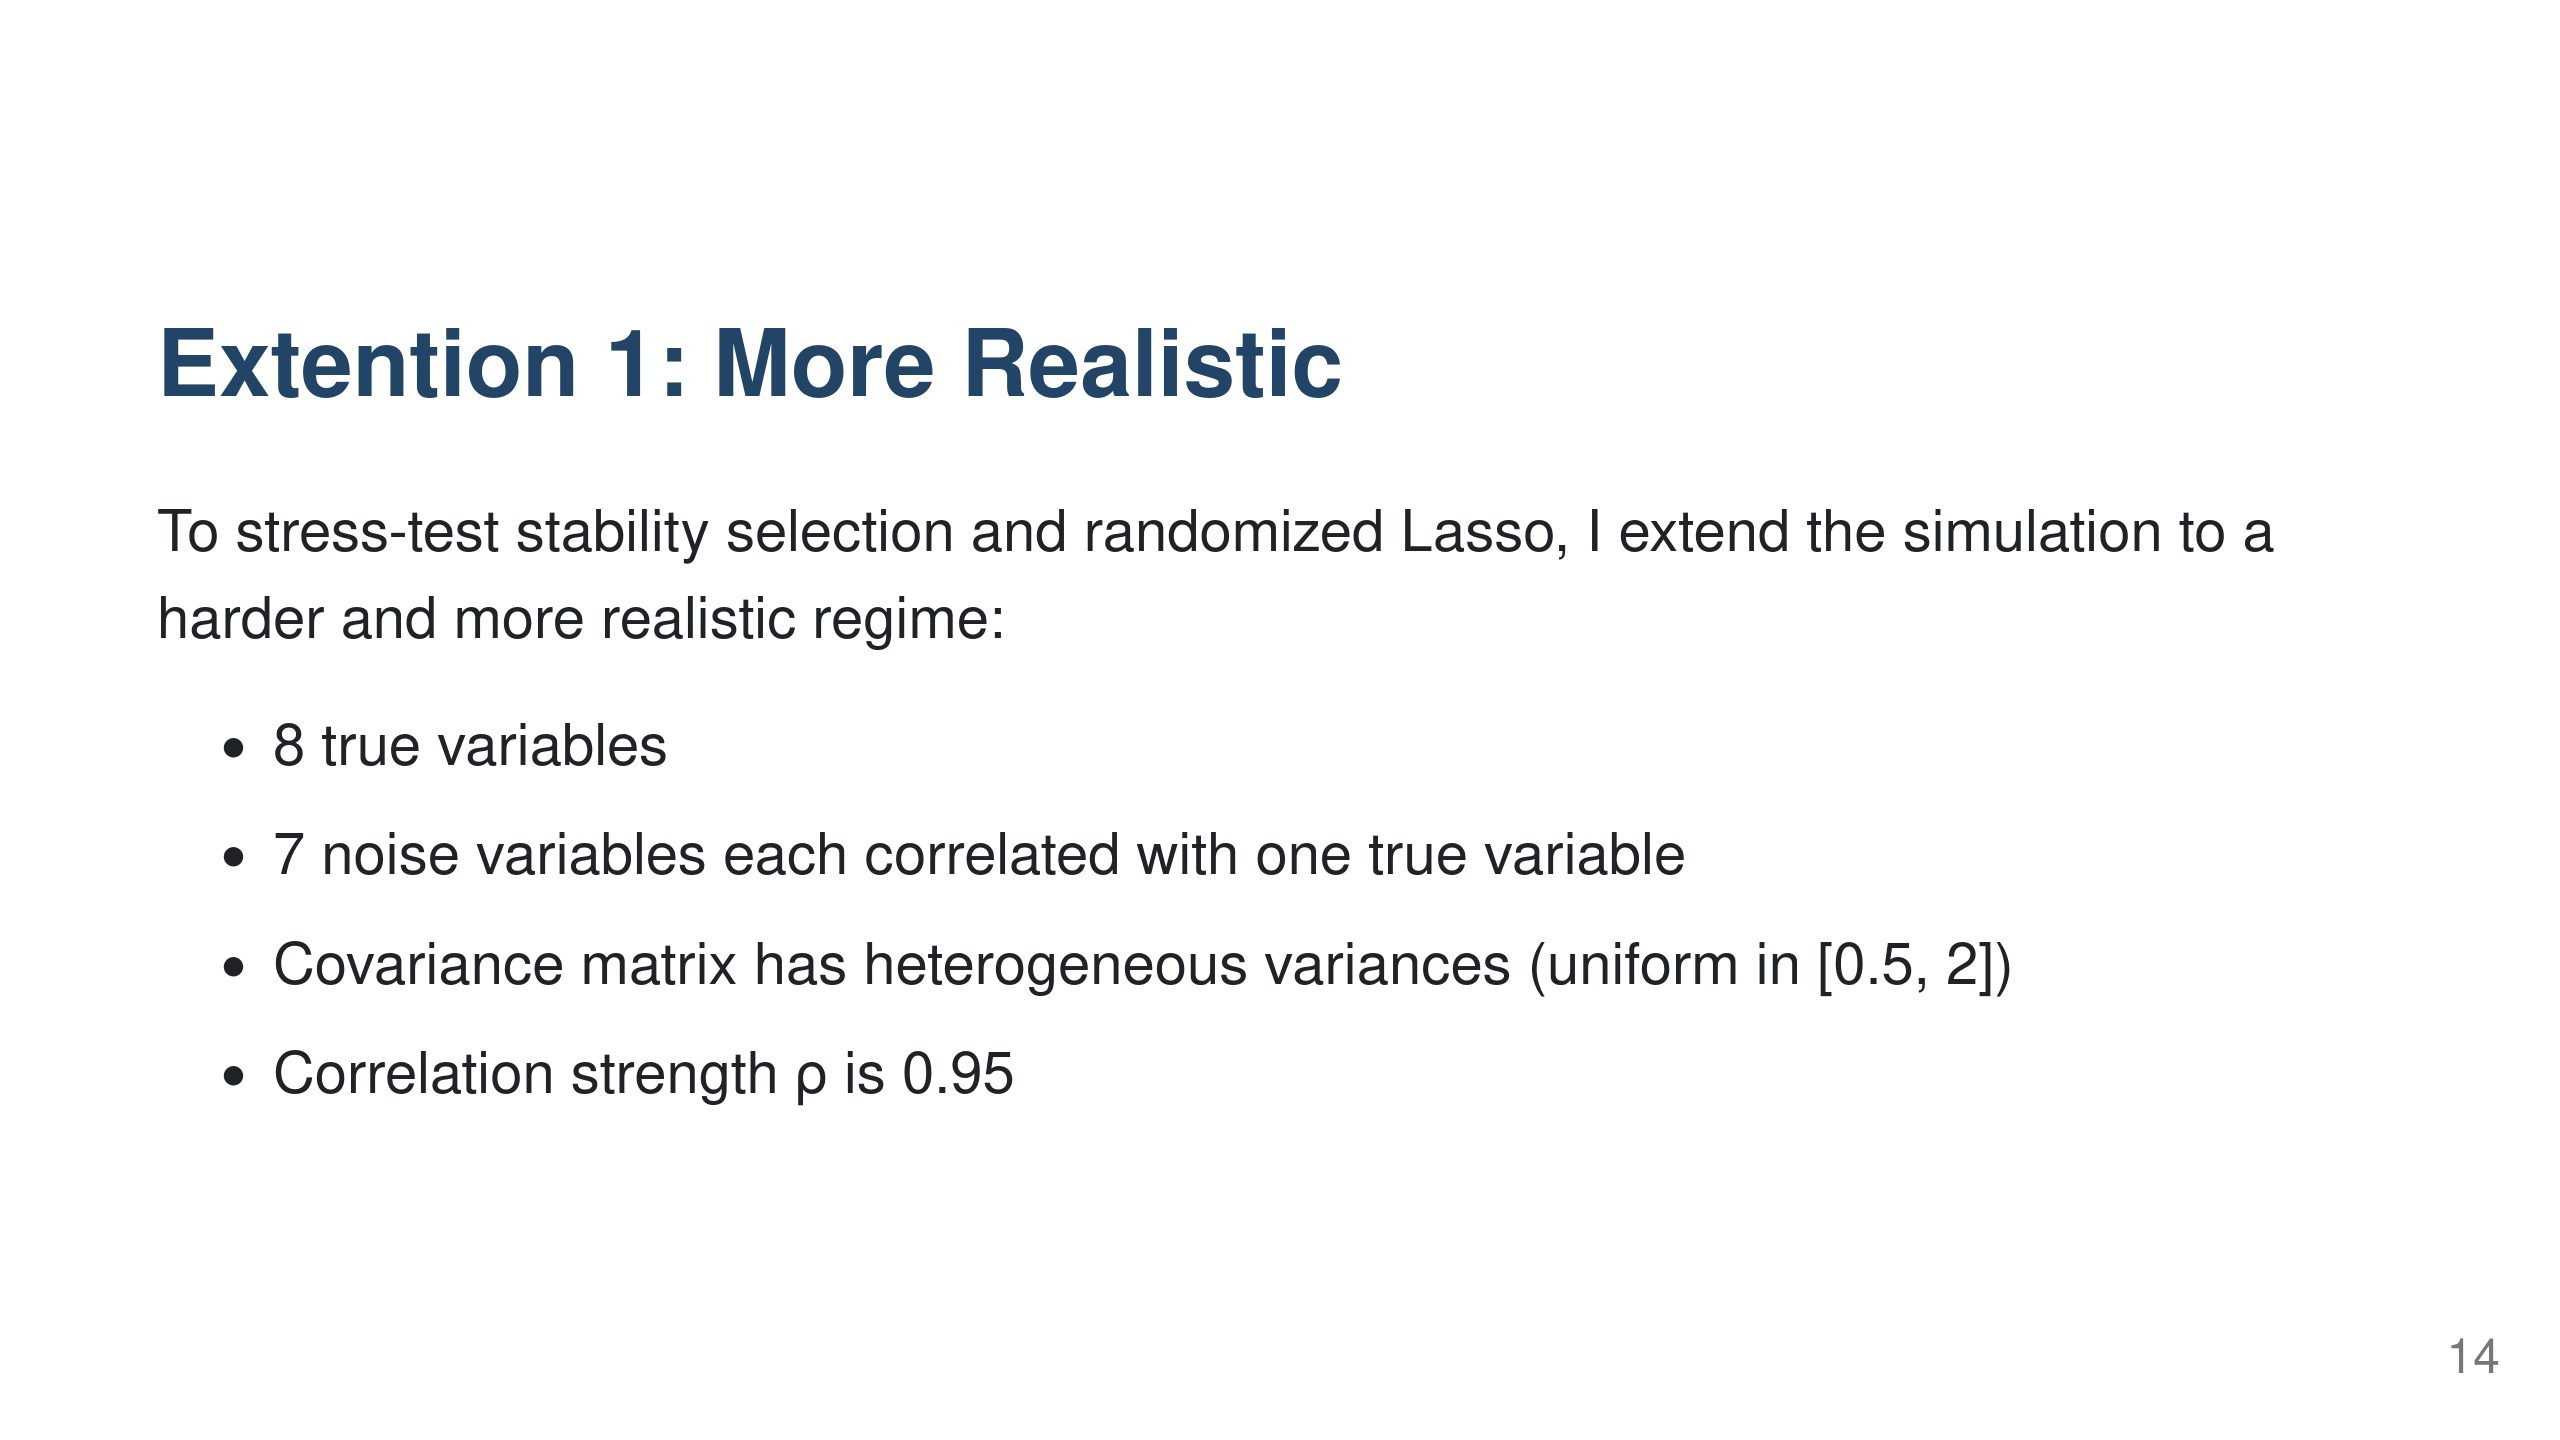 Extention 1: More Realistic
To stress-test stability selection and randomized Lasso, I extend the simulation to a
harder and more realistic regime:
• 8 true variables
• 7 noise variables each correlated with one true variable
• Covariance matrix has heterogeneous variances (uniform in [0.5, 2])
• Correlation strength ρ is 0.95
14